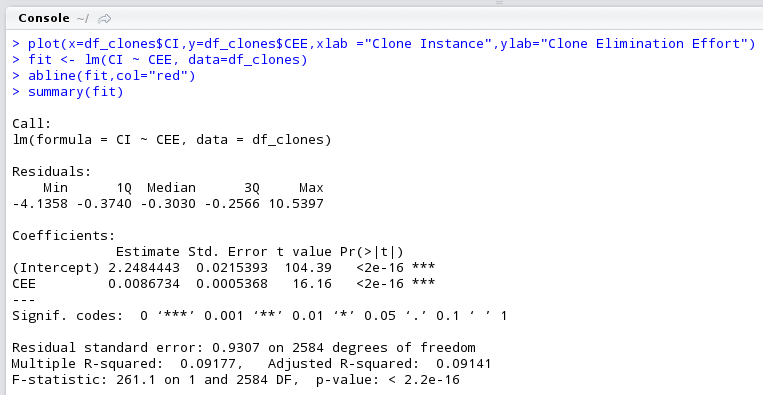 Console ~/
> plot(x=df_clones$CI,y=df_clones$CEE,xlab ="Clone Instance",ylab="Clone Elimination Effort")
> fit <- lm(CI ~ CEE, data=df_clones)
> abline(fit,col="red")
> summary(fit)
Call:
lm(formula = CI ~ CEE, data = df_clones)
Residuals:
    Min      1Q  Median      3Q     Max
-4.1358 -0.3740 -0.3030 -0.2566 10.5397
Coefficients:
             Estimate Std. Error t value Pr(>|t|)
(Intercept) 2.2484443  0.0215393  104.39   <2e-16 ***
CEE         0.0086734  0.0005368   16.16   <2e-16 ***
---
Signif. codes:  0 ‘***’ 0.001 ‘**’ 0.01 ‘*’ 0.05 ‘.’ 0.1 ‘ ’ 1
Residual standard error: 0.9307 on 2584 degrees of freedom
Multiple R-squared:  0.09177,	Adjusted R-squared:  0.09141
F-statistic: 261.1 on 1 and 2584 DF,  p-value: < 2.2e-16